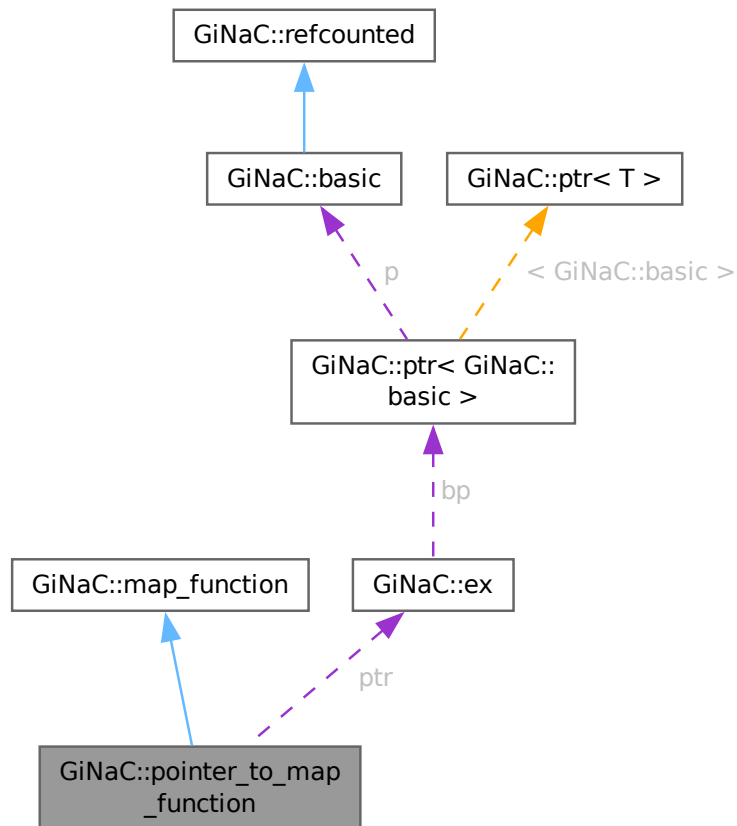 GiNaC::refcounted
GiNaC::basic
GiNaC::ptr< T >
p
< GiNaC::basic >
GiNaC::ptr< GiNaC::
basic >
bp
GiNaC::map_function
GiNaC::ex
ptr
GiNaC::pointer_to_map
_function